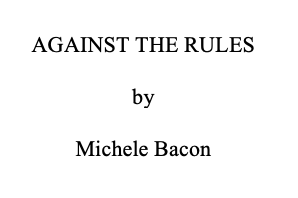 AGAINST THE RULES
by
Michele Bacon